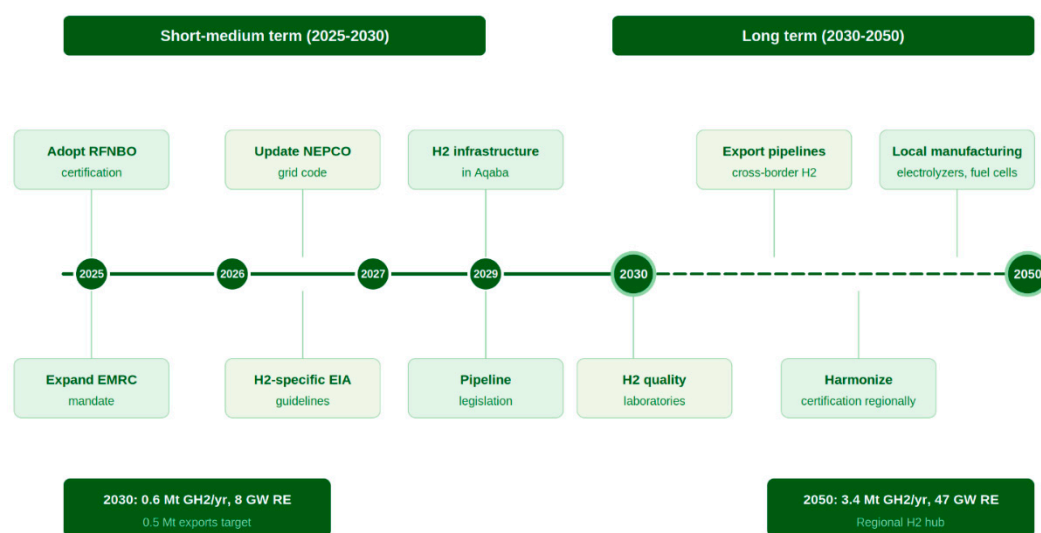 Short-medium term (2025-2030)
Long term (2030-2050)
Adopt RFNBO
certification
Update NEPCO
grid code
H2 infrastructure
in Aqaba
Export pipelines
cross-border H2
Local manufacturing
electrolyzers, fuel cells
2025
2026
2027
2029
2030
2050
Expand EMRC
mandate
H2-specific EIA
guidelines
Pipeline
legislation
H2 quality
laboratories
Harmonize
certification regionally
2030: 0.6 Mt GH2/yr, 8 GW RE
0.5 Mt exports target
2050: 3.4 Mt GH2/yr, 47 GW RE
Regional H2 hub